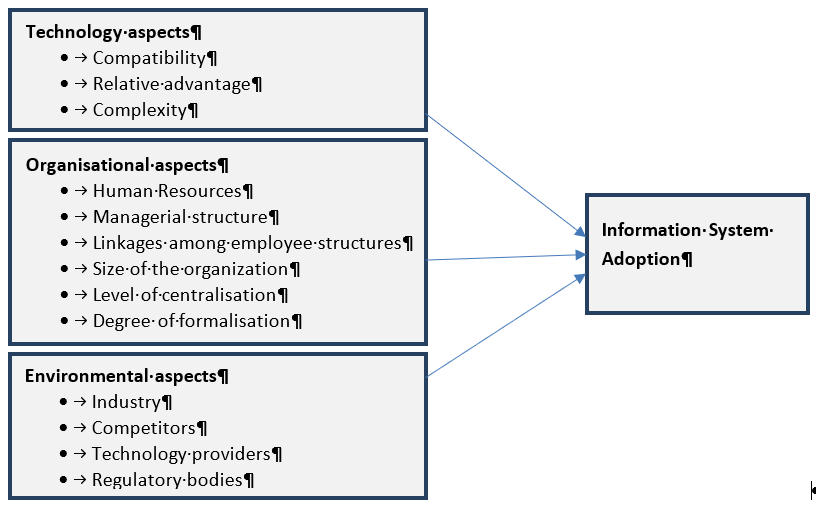 Technology aspects¶
• → Compatibility¶
• → Relative advantage¶
• → Complexity¶
Organisational aspects¶
• → Human Resources¶
• → Managerial structure¶
• → Linkages among employee structures¶
• → Size of the organization¶
• → Level of centralisation¶
• → Degree of formalisation¶
Environmental aspects¶
• → Industry¶
• → Competitors¶
• → Technology providers¶
• → Regulatory bodies¶
Information System
Adoption¶